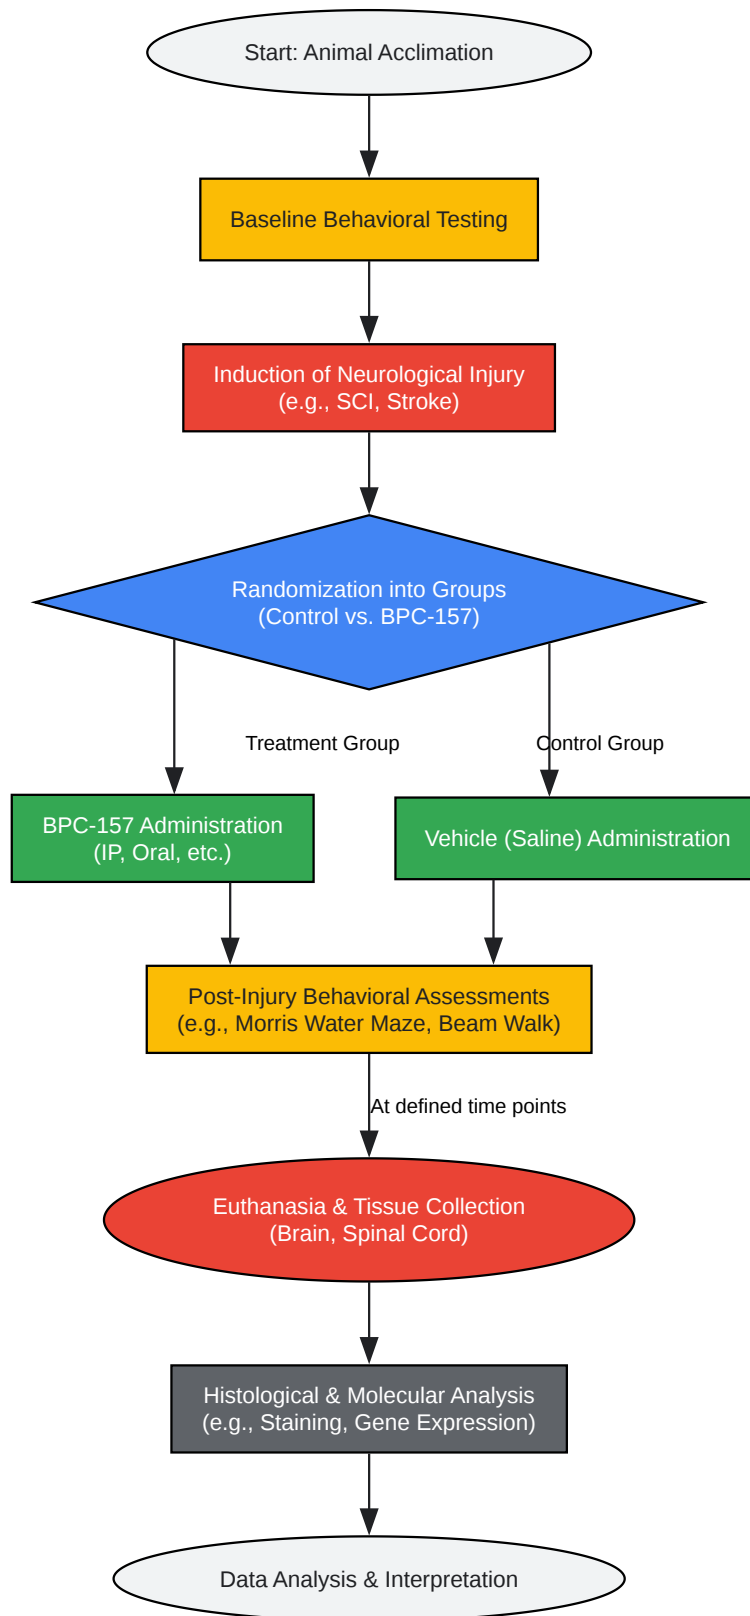 Start: Animal Acclimation
Baseline Behavioral Testing
Induction of Neurological Injury
(e.g., SCI, Stroke)
Randomization into Groups
(Control vs. BPC-157)
Treatment Group
Control Group
BPC-157 Administration
(IP, Oral, etc.)
Vehicle (Saline) Administration
Post-Injury Behavioral Assessments
(e.g., Morris Water Maze, Beam Walk)
At defined time points
Euthanasia & Tissue Collection
(Brain, Spinal Cord)
Histological & Molecular Analysis
(e.g., Staining, Gene Expression)
Data Analysis & Interpretation